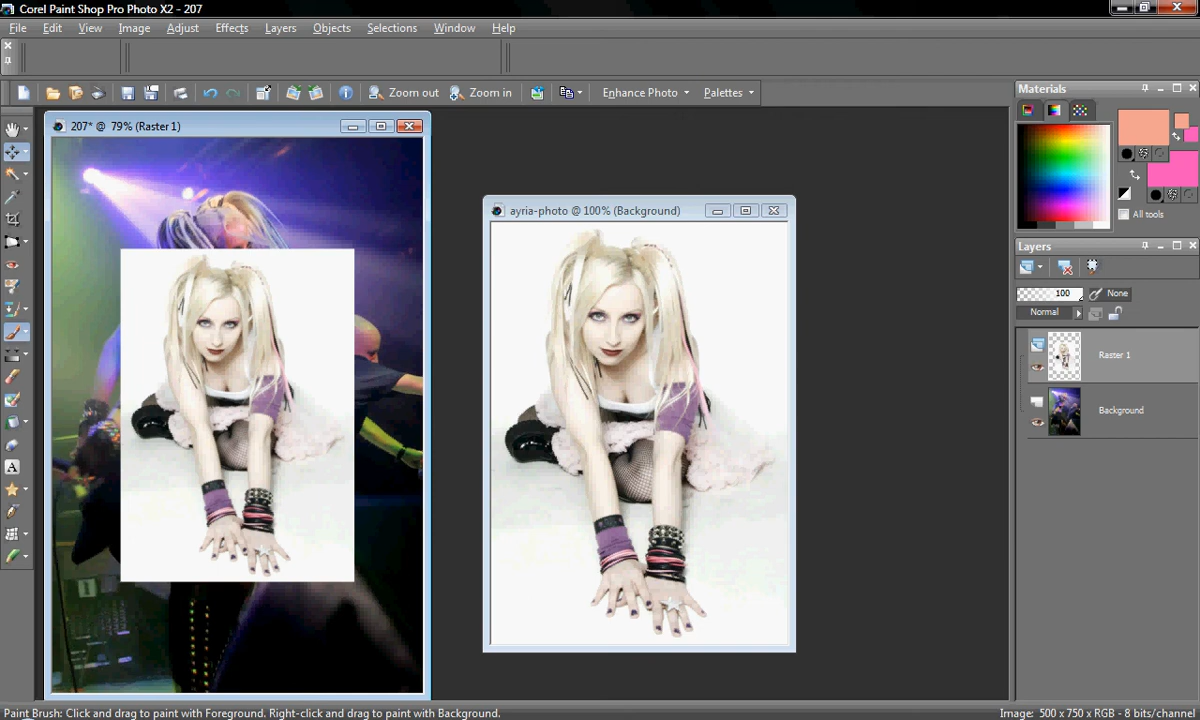 Corel Paint Shop Pro Photo X2 - 207
File Edit View Image Adjust Effects Layers Objects Selections Window Help
Zoom out Zoom in Enhance Photo Palettes
Materials
207* @ 79% (Raster 1)
All tools
ayria-photo @ 100% (Background)
Layers
100 None
Normal
Raster 1
Background
A
Paint Brush: Click and drag to paint with Foreground. Right-click and drag to paint with Background.
Image: 500 x 750 x RGB - 8 bits/channel